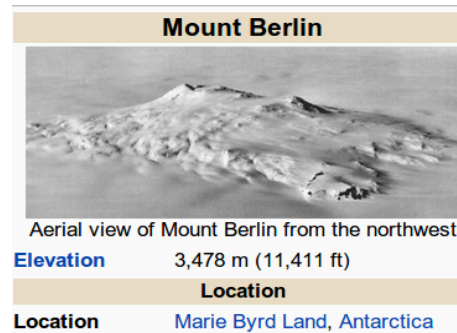 Mount Berlin
Aerial view of Mount Berlin from the northwest
Elevation 3,478 m (11,411 ft)
Location
Location Marie Byrd Land, Antarctica